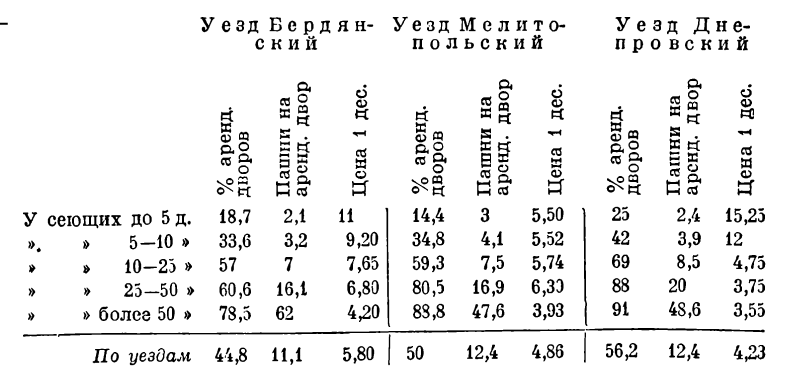 Уезд Бердян- Уезд Мелито- Уезд Дне-
ский польский провский
% аренд. дворов Пашни на аренд. двор Цена 1 дес. % аренд. дворов Пашни на аренд. двор Цена 1 дес. % аренд. дворов Пашни на аренд. двор Цена 1 дес.
У сеющих до 5 д. 18,7 2,1 11 14,4 3 5,50 25 2,4 15,25
». » 5—10 » 33,6 3,2 9,20 34,8 4,1 5,52 42 3,9 12
» » 10—25 » 57 7 7,65 59,3 7,5 5,74 69 8,5 4,75
» » 25—50 » 60,6 16,1 6,80 80,5 16,9 6,30 88 20 3,75
» » более 50 » 78,5 62 4,20 88,8 47,6 3,93 91 48,6 3,55
По уездам 44,8 11,1 5,80 50 12,4 4,86 56,2 12,4 4,23